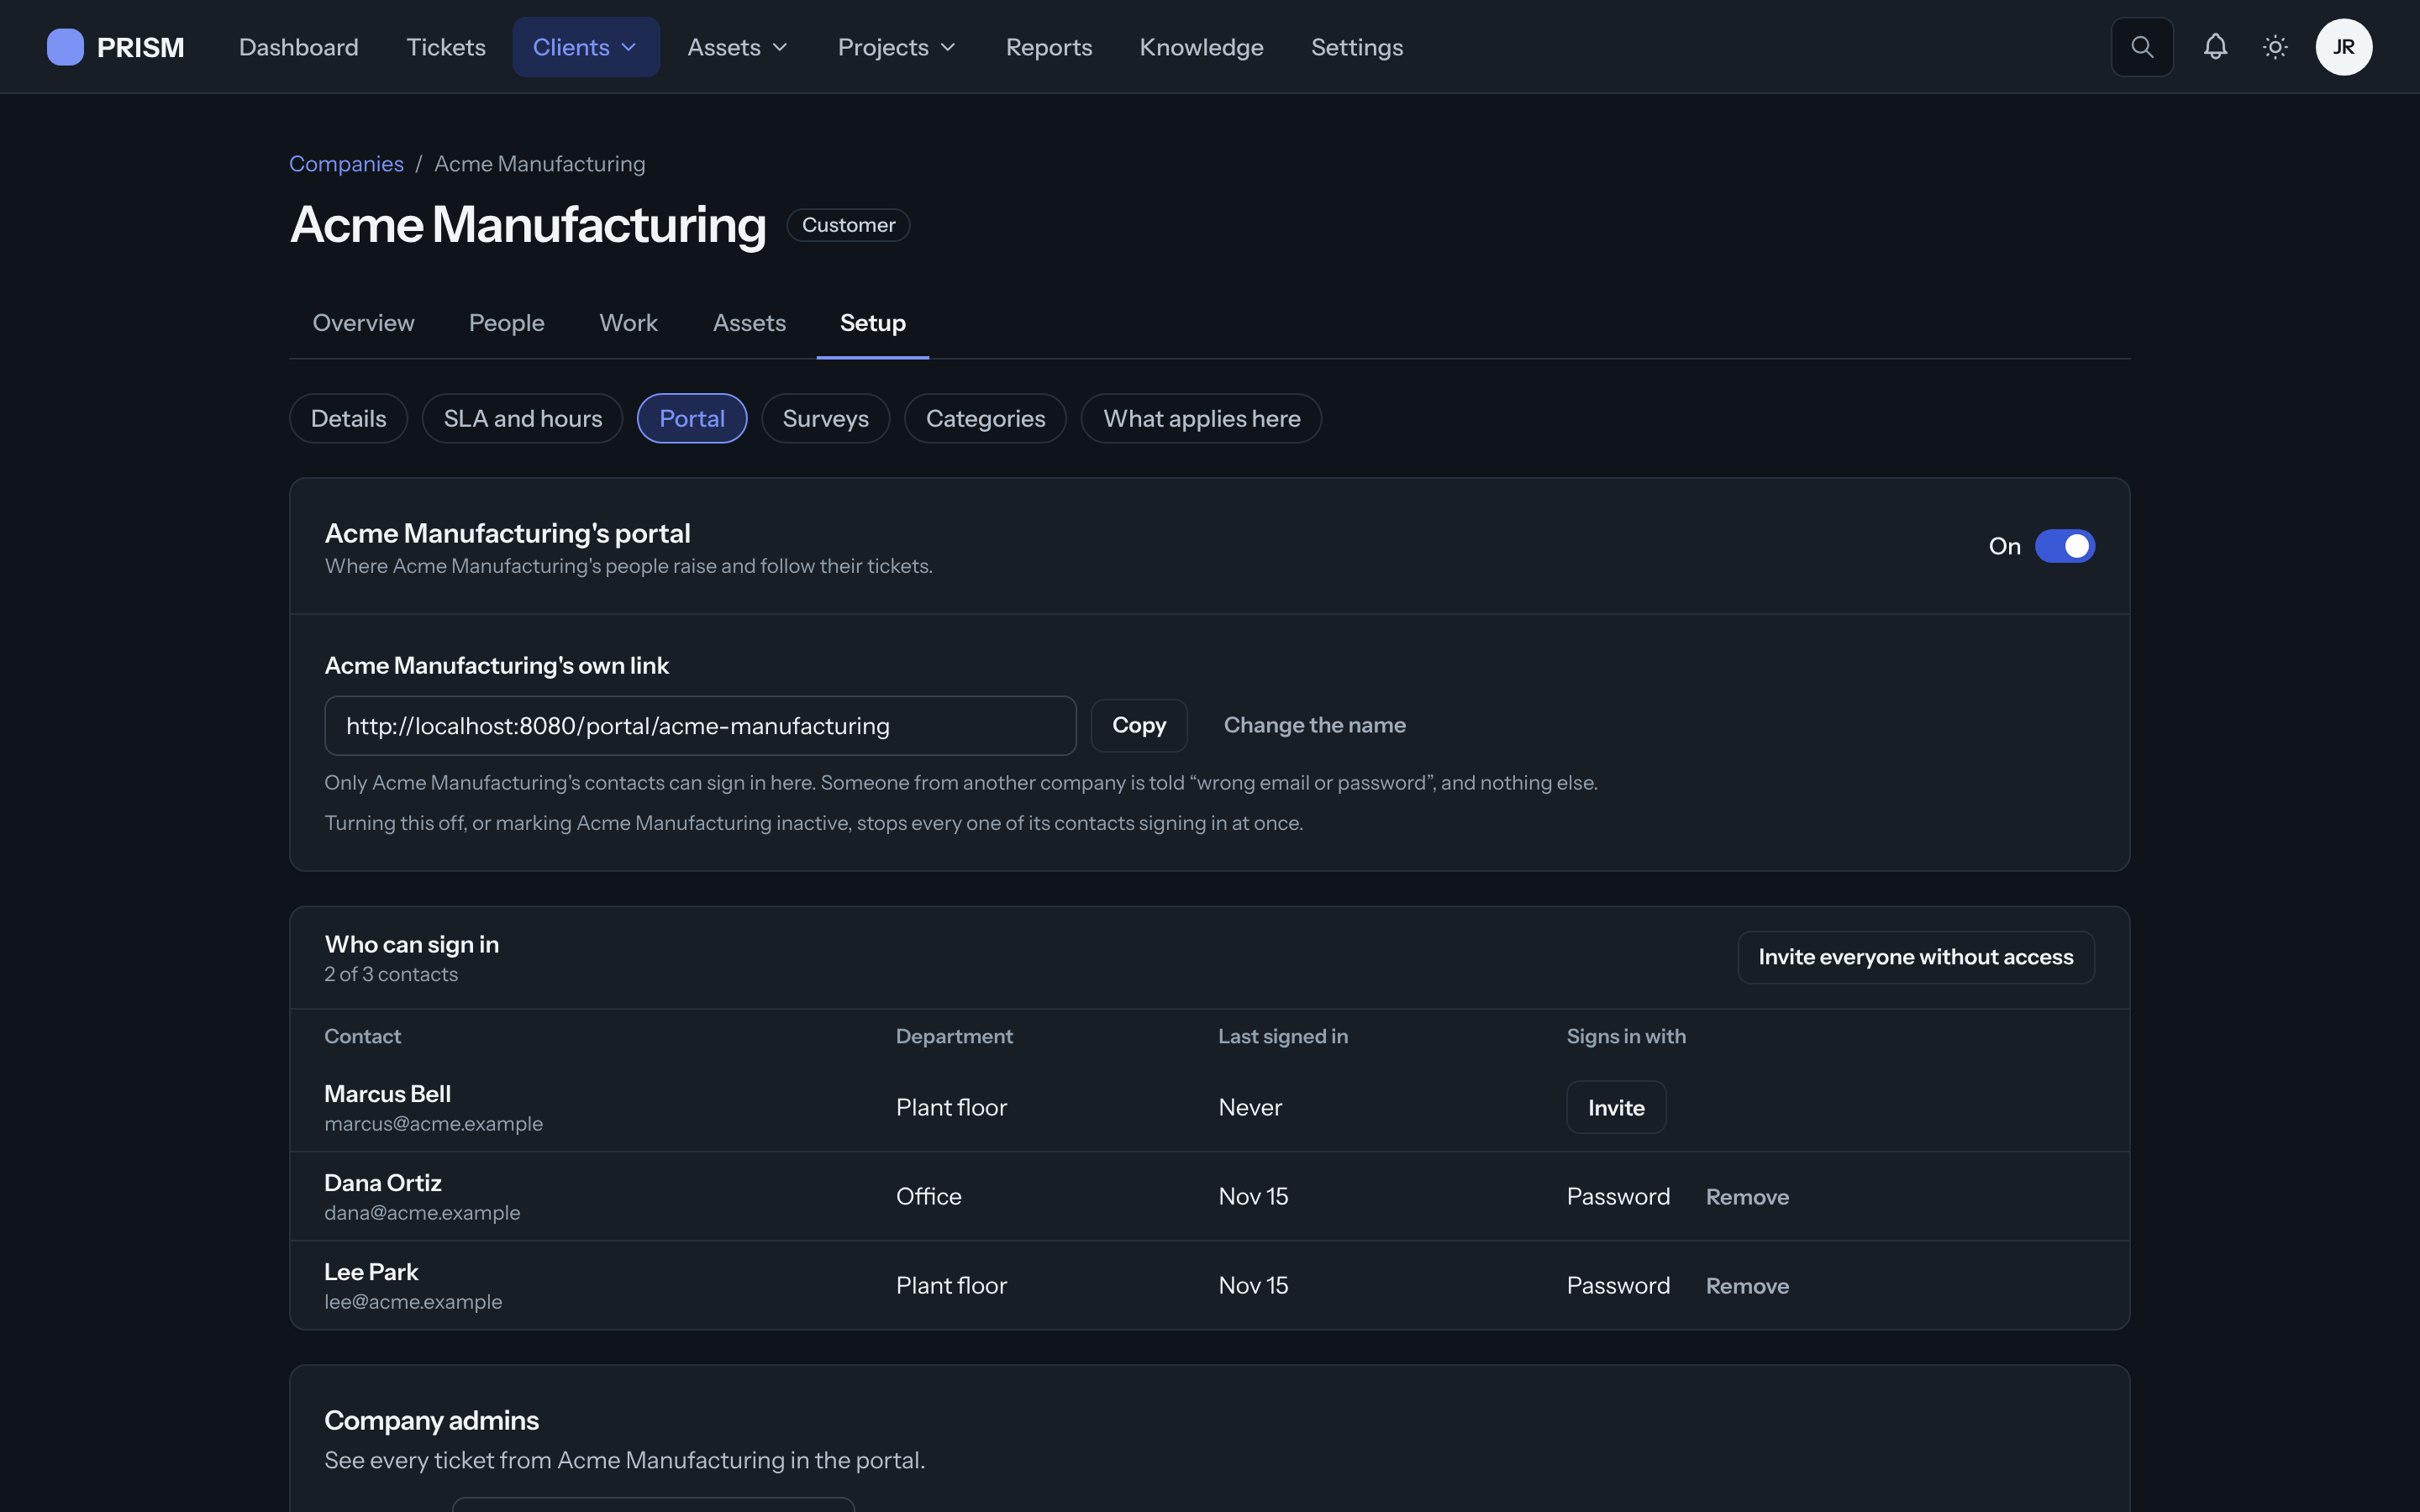 PRISM
Dashboard
Tickets
Clients
Assets
Projects
Reports
Knowledge
Settings
JR
Companies / Acme Manufacturing
Acme Manufacturing
Customer
Overview
People
Work
Assets
Setup
Details
SLA and hours
Portal
Surveys
Categories
What applies here
Acme Manufacturing's portal
Where Acme Manufacturing's people raise and follow their tickets.
On
Acme Manufacturing's own link
http://localhost:8080/portal/acme-manufacturing
Copy
Change the name
Only Acme Manufacturing's contacts can sign in here. Someone from another company is told “wrong email or password”, and nothing else.
Turning this off, or marking Acme Manufacturing inactive, stops every one of its contacts signing in at once.
Who can sign in
2 of 3 contacts
Invite everyone without access
Contact
Department
Last signed in
Signs in with
Marcus Bell
marcus@acme.example
Plant floor
Never
Invite
Dana Ortiz
dana@acme.example
Office
Nov 15
Password
Remove
Lee Park
lee@acme.example
Plant floor
Nov 15
Password
Remove
Company admins
See every ticket from Acme Manufacturing in the portal.